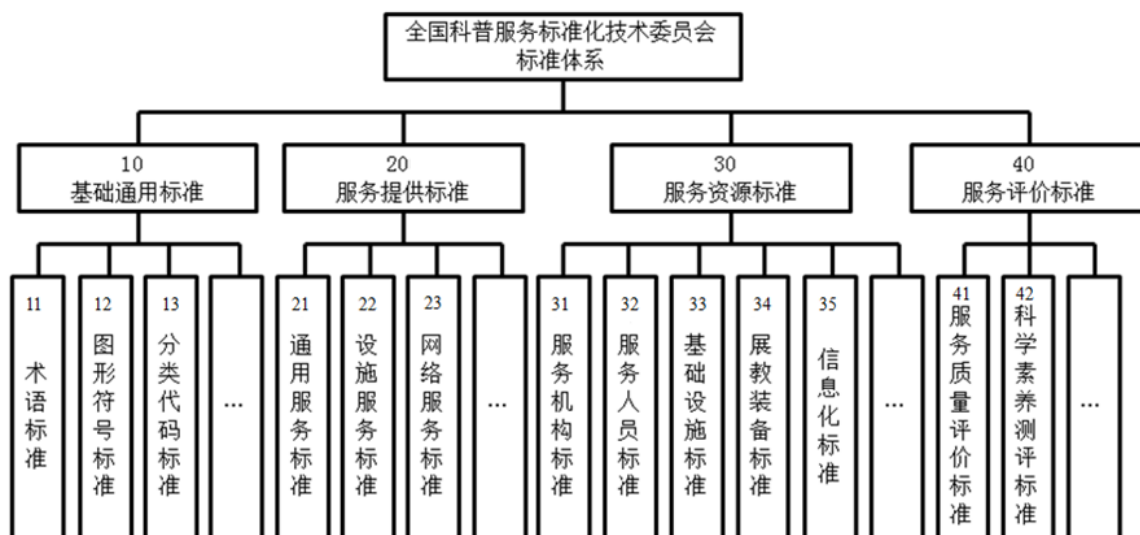 全国科普服务标准化技术委员会
标准体系
10
基础通用标准
20
服务提供标准
30
服务资源标准
40
服务评价标准
11
术语标准
12
图形符号标准
13
分类代码标准
…
21
通用服务标准
22
设施服务标准
23
网络服务标准
…
31
服务机构标准
32
服务人员标准
33
基础设施标准
34
展教装备标准
35
信息化标准
…
41
服务质量评价标准
42
科学素养测评标准
…